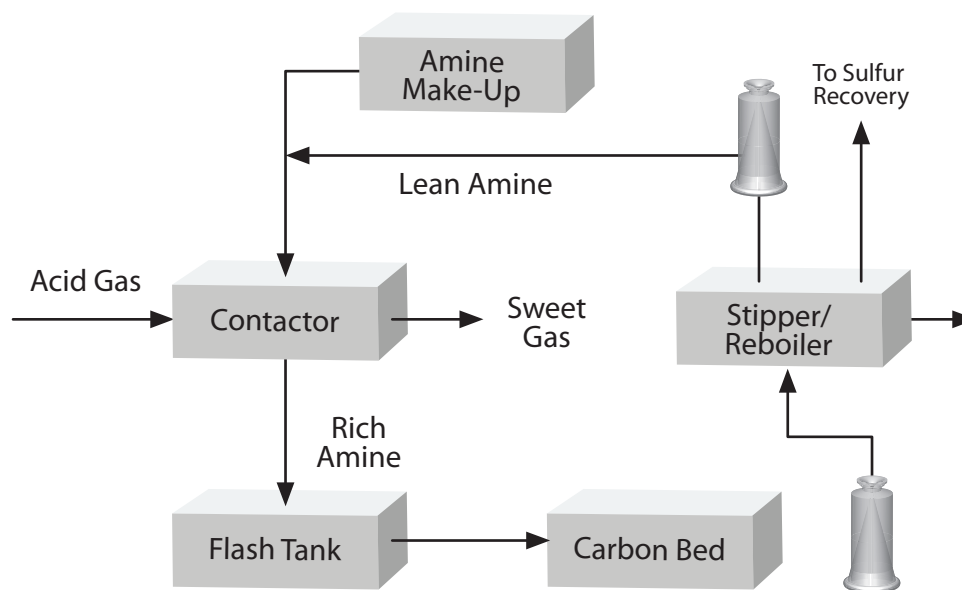 Amine
Make-Up
To Sulfur
Recovery
Lean Amine
Acid Gas
Contactor
Sweet
Gas
Stipper/
Reboiler
Rich
Amine
Flash Tank
Carbon Bed